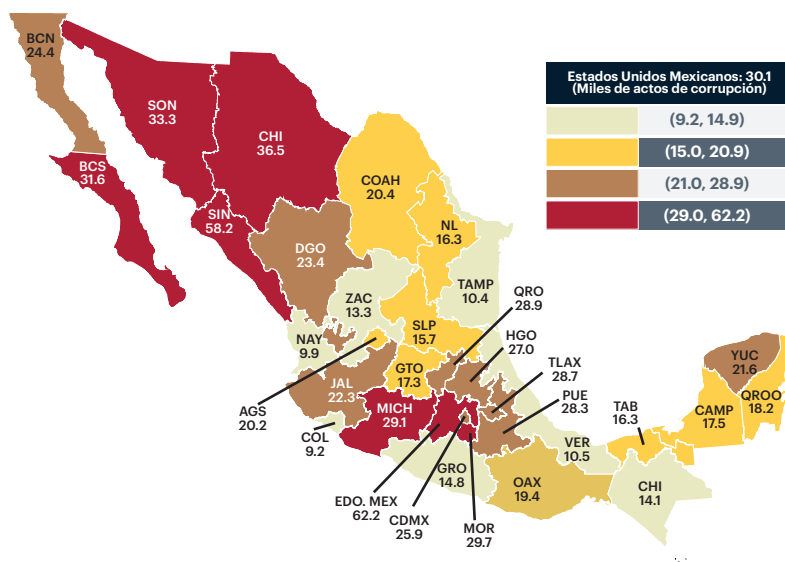 BCN
24.4
SON
33.3
CHI
36.5
BCS
31.6
SIN
58.2
COAH
20.4
NL
16.3
DGO
23.4
TAMP
10.4
ZAC
13.3
SLP
15.7
NAY
9.9
AGS
20.2
JAL
22.3
GTO
17.3
MICH
29.1
COL
9.2
QRO
28.9
HGO
27.0
TLAX
28.7
PUE
28.3
EDO. MEX
62.2
CDMX
25.9
MOR
29.7
GRO
14.8
OAX
19.4
VER
10.5
TAB
16.3
CHI
14.1
CAMP
17.5
YUC
21.6
QROO
18.2
Estados Unidos Mexicanos: 30.1
(Miles de actos de corrupción)
(9.2, 14.9)
(15.0, 20.9)
(21.0, 28.9)
(29.0, 62.2)